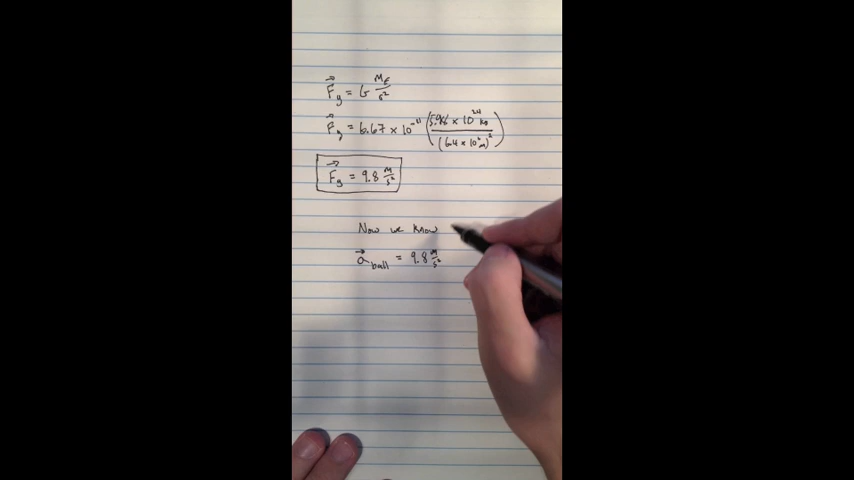 F⃗g = G M_E / s²
F⃗g = 6.67 × 10⁻¹¹ (5.96 × 10²⁴ kg / (6.4 × 10⁶ m)²)
F⃗g = 9.8 m/s²
Now we know
a⃗ball = 9.8 m/s²